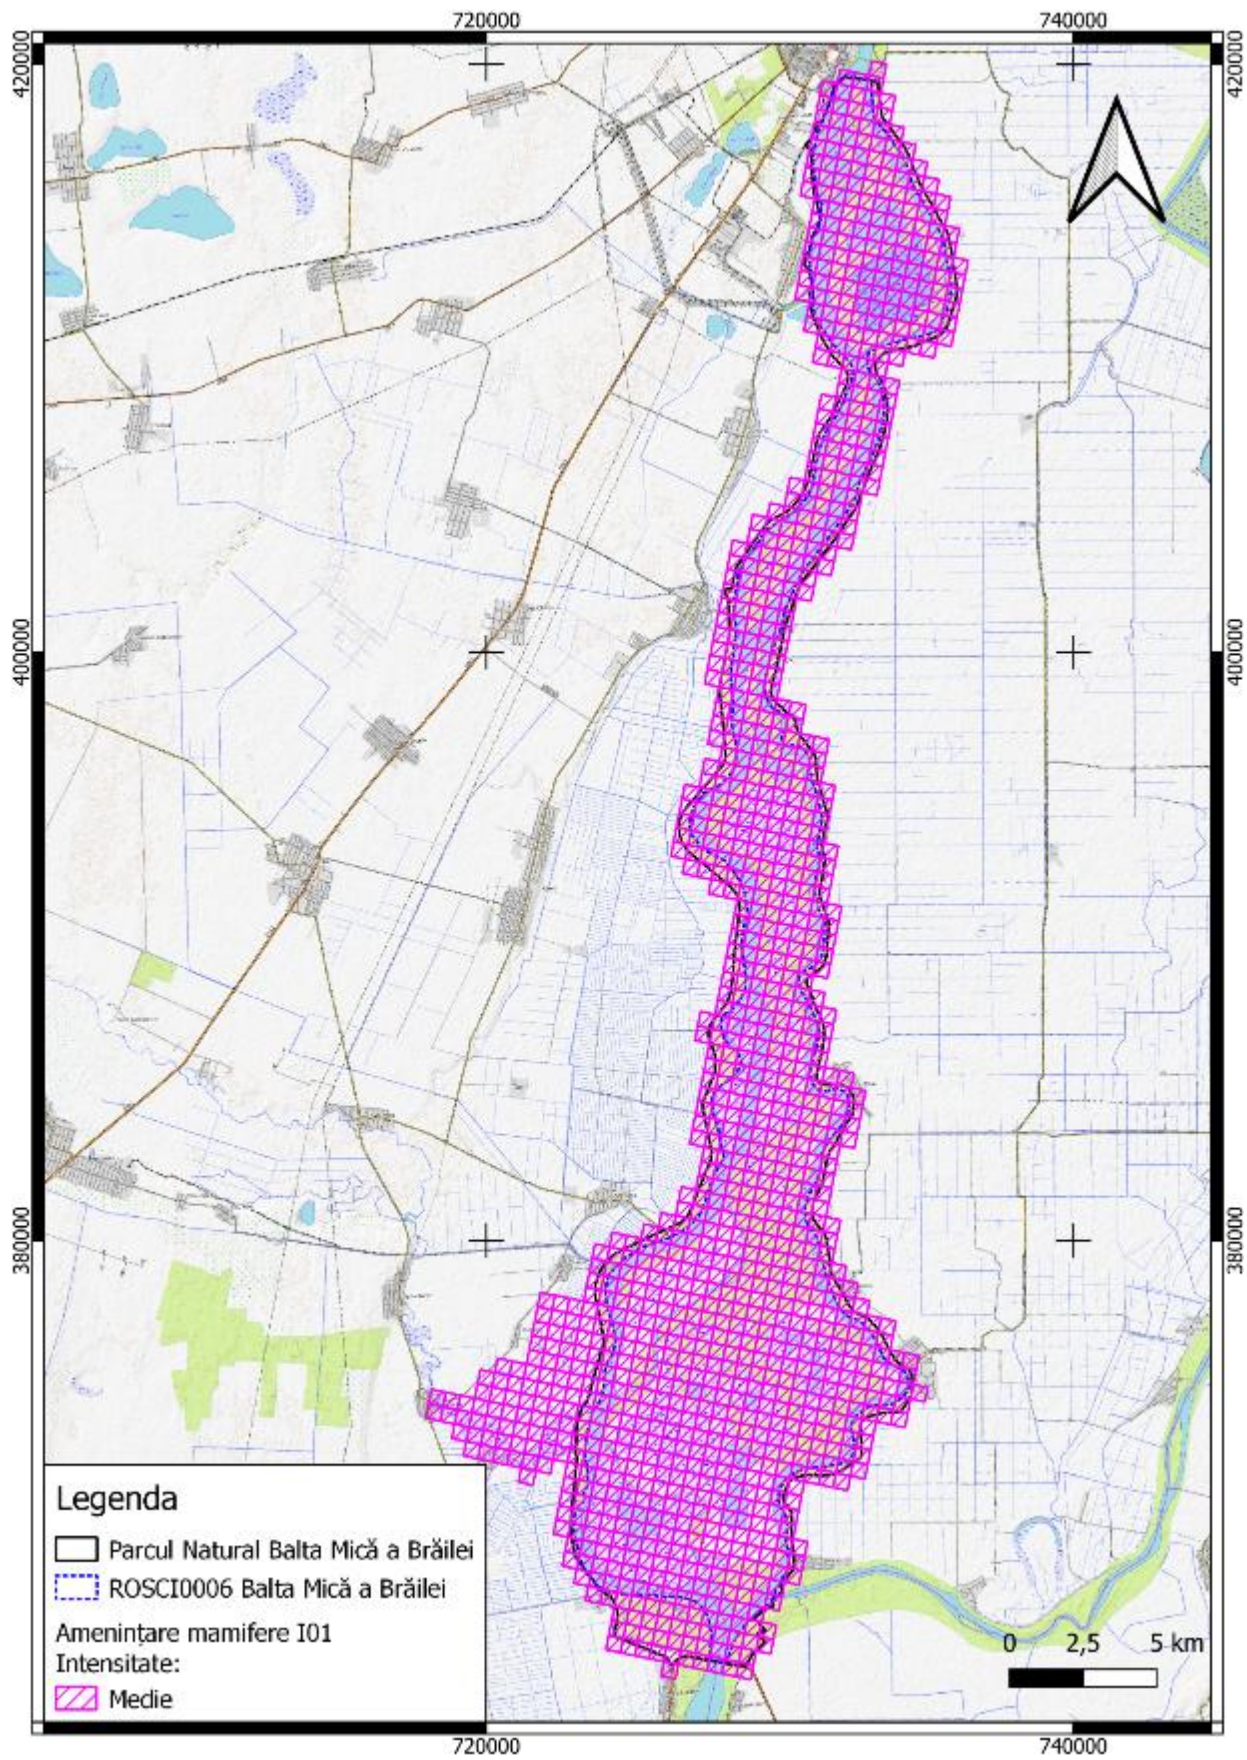 720000
740000
420000
420000
400000
400000
380000
380000
Legenda
Parcul Natural Balta Mică a Brăilei
ROSCI0006 Balta Mică a Brăilei
Amenințare mamifere I01
Intensitate:
Medie
0 2,5 5 km
720000
740000